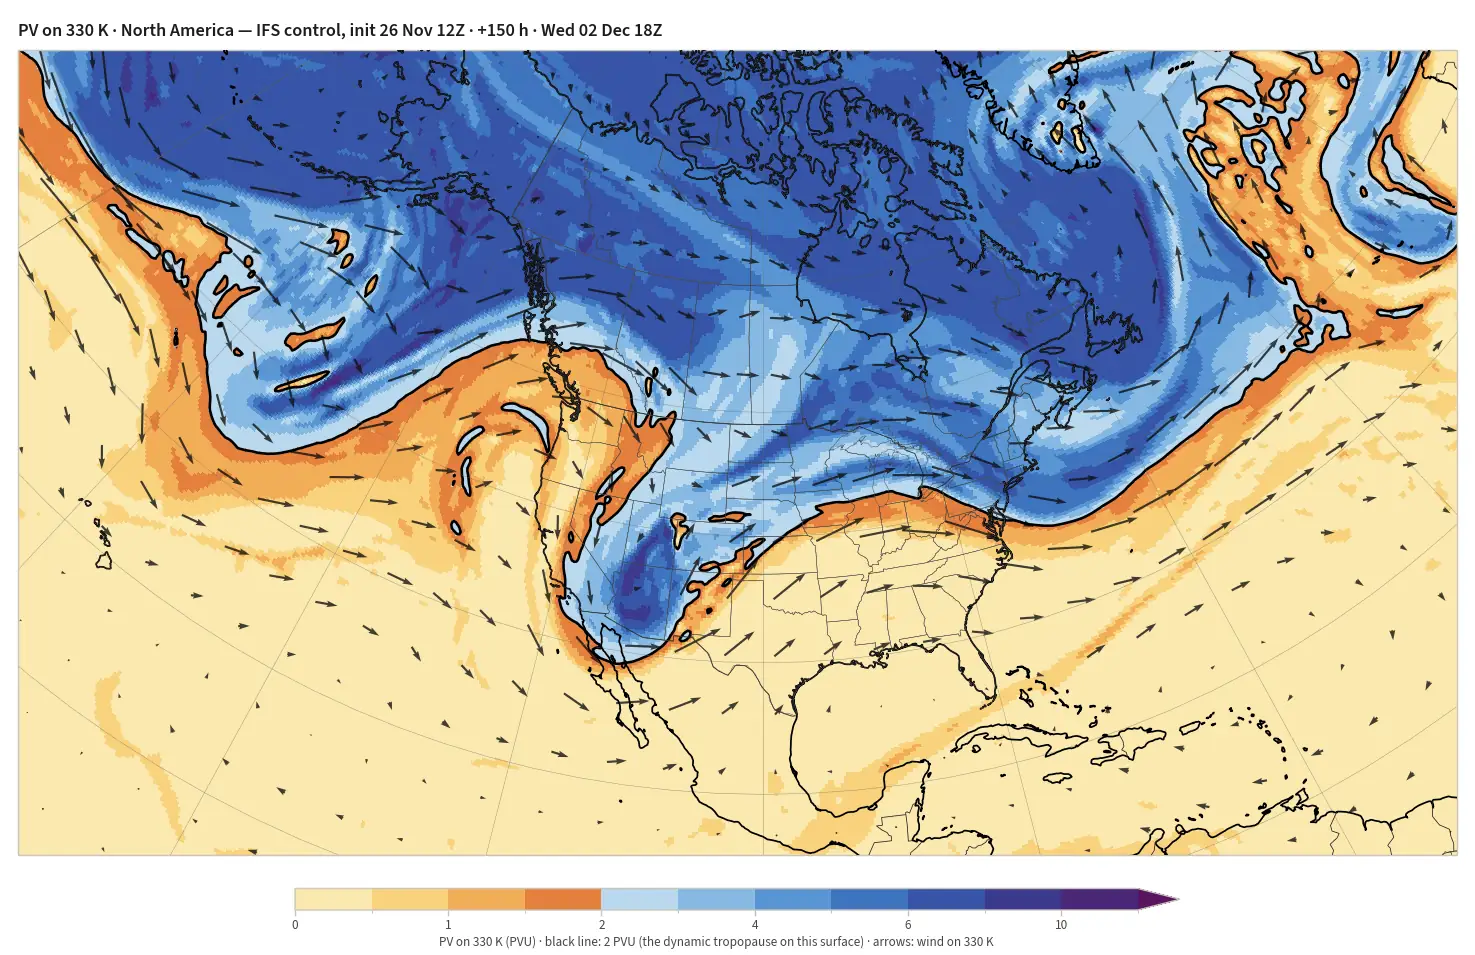 PV on 330 K · North America — IFS control, init 26 Nov 12Z · +150 h · Wed 02 Dec 18Z
0 1 2 4 6 10
PV on 330 K (PVU) · black line: 2 PVU (the dynamic tropopause on this surface) · arrows: wind on 330 K